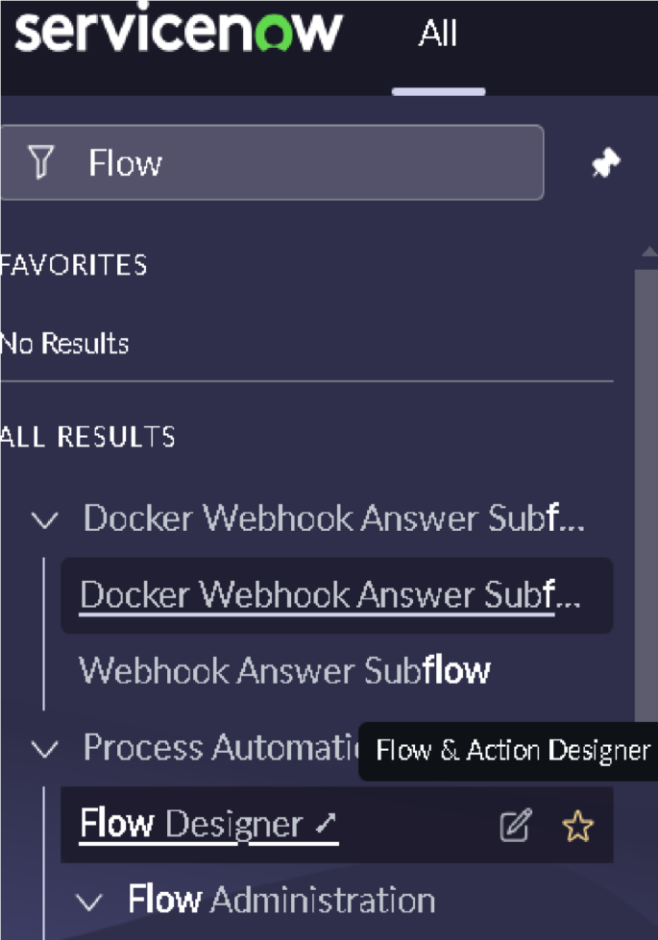 servicenow All
Flow
FAVORITES
No Results
ALL RESULTS
Docker Webhook Answer Subf...
Docker Webhook Answer Subf...
Webhook Answer Subflow
Process Automati
Flow & Action Designer
Flow Designer
Flow Administration